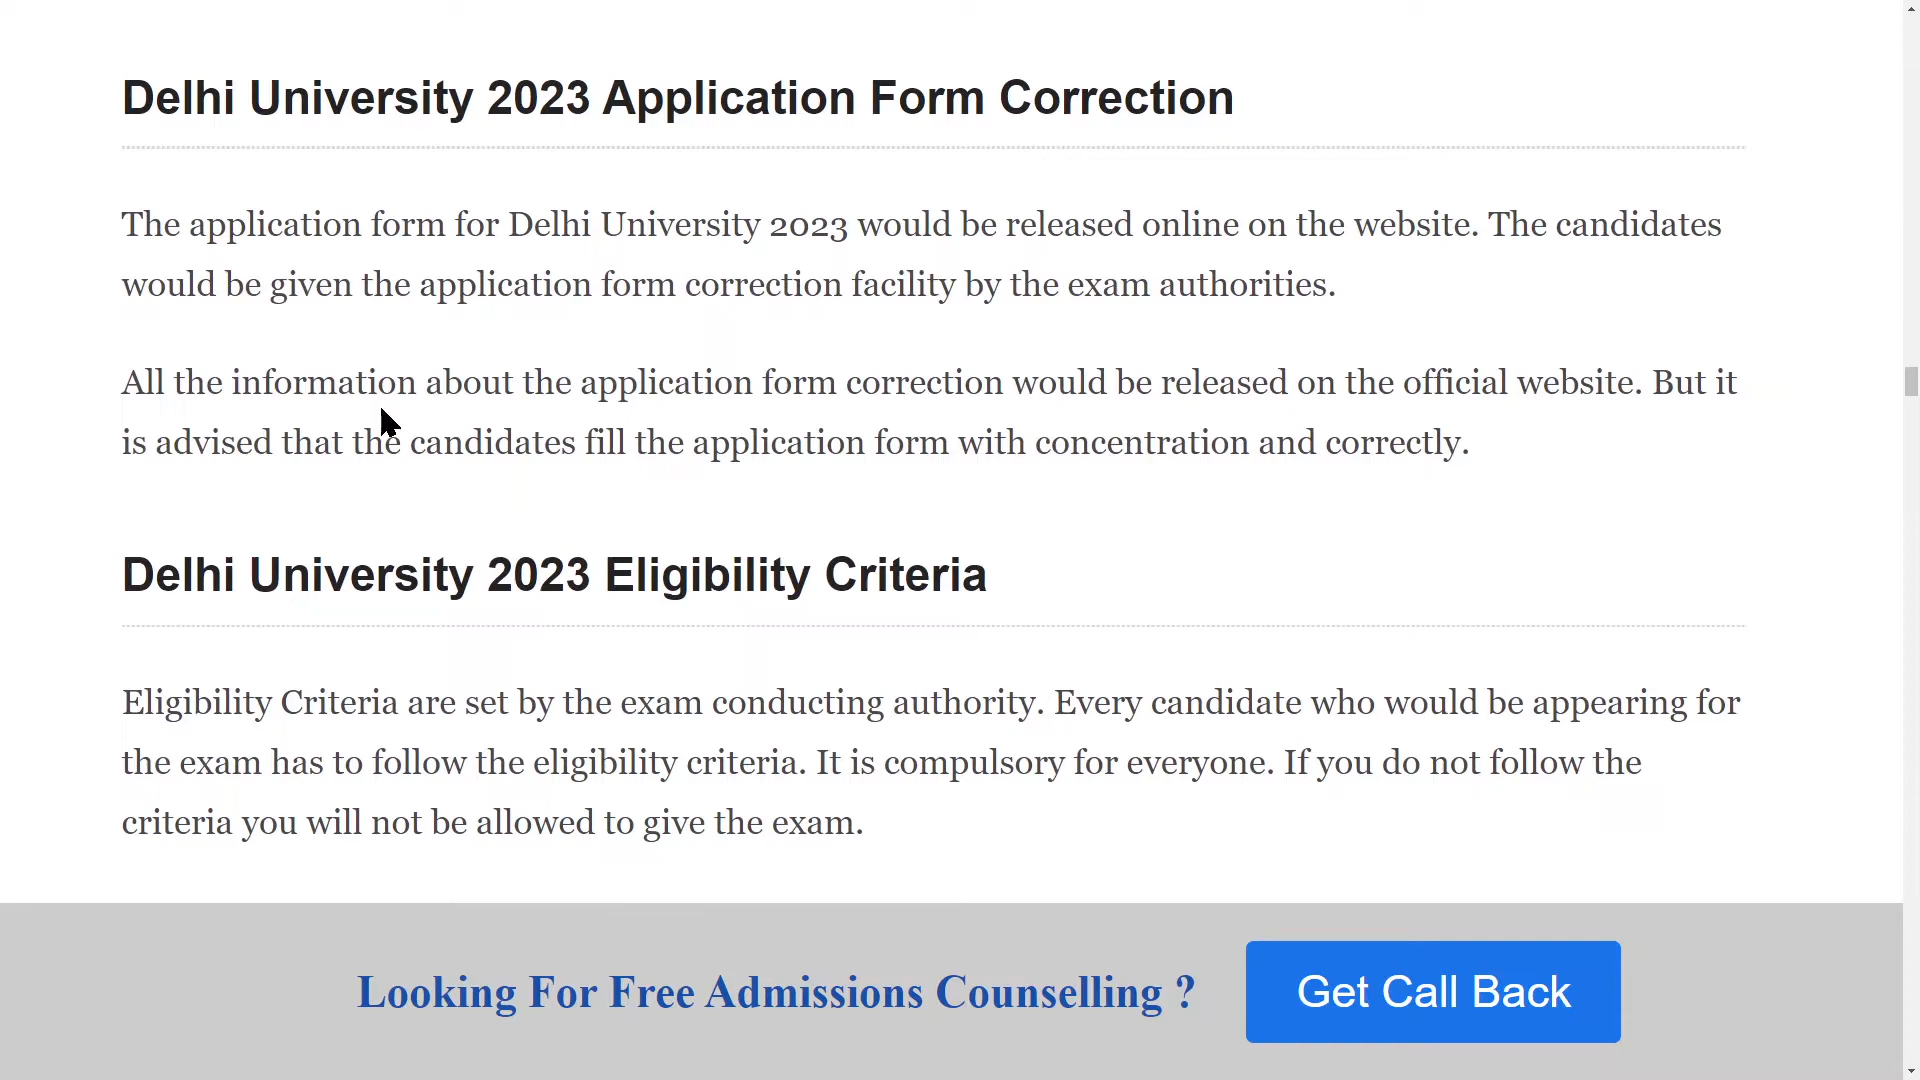 Delhi University 2023 Application Form Correction
The application form for Delhi University 2023 would be released online on the website. The candidates
would be given the application form correction facility by the exam authorities.
All the information about the application form correction would be released on the official website. But it
is advised that the candidates fill the application form with concentration and correctly.
Delhi University 2023 Eligibility Criteria
Eligibility Criteria are set by the exam conducting authority. Every candidate who would be appearing for
the exam has to follow the eligibility criteria. It is compulsory for everyone. If you do not follow the
criteria you will not be allowed to give the exam.
Looking For Free Admissions Counselling ?
Get Call Back